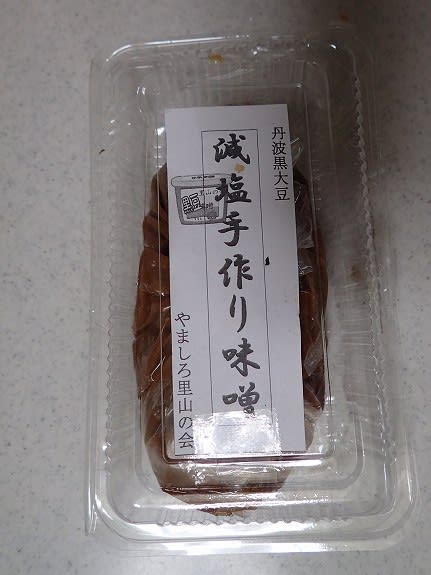 丹波黒大豆
減塩手作り味噌
やましろ里山の会